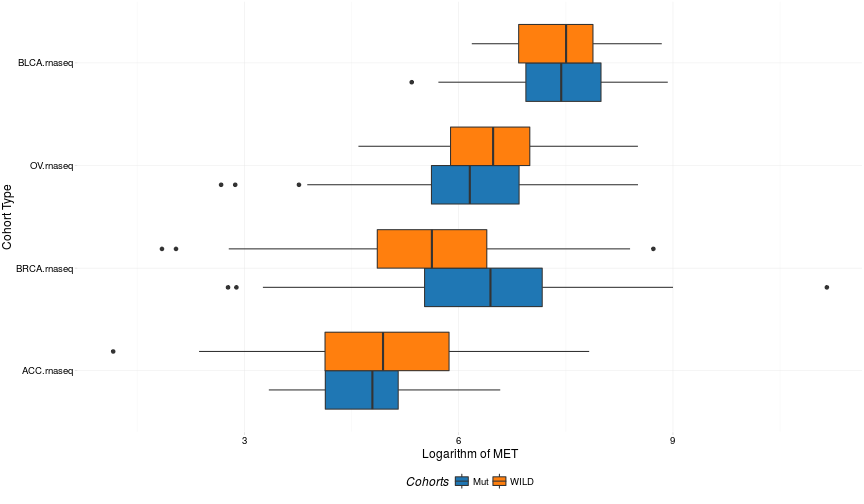 Cohort Type
BLCA.rnaseq
OV.rnaseq
BRCA.rnaseq
ACC.rnaseq
3 6 9
Logarithm of MET
Cohorts Mut WILD